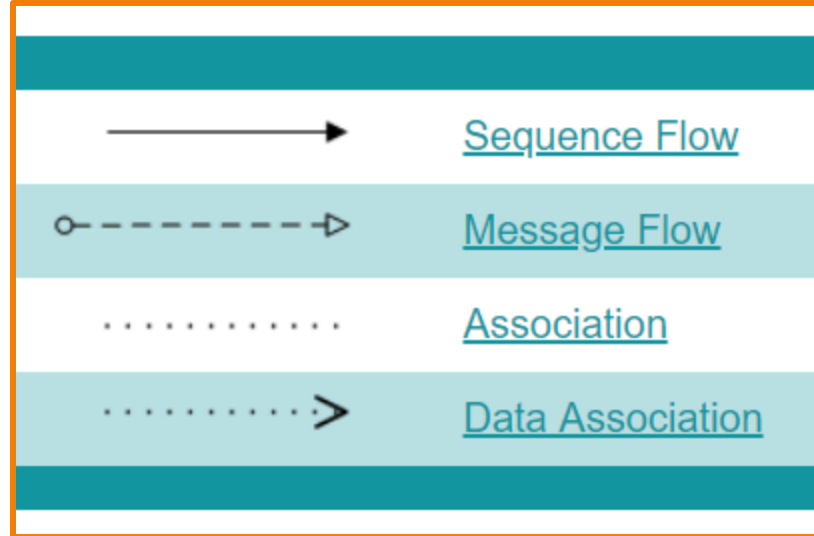 Sequence Flow
Message Flow
Association
Data Association